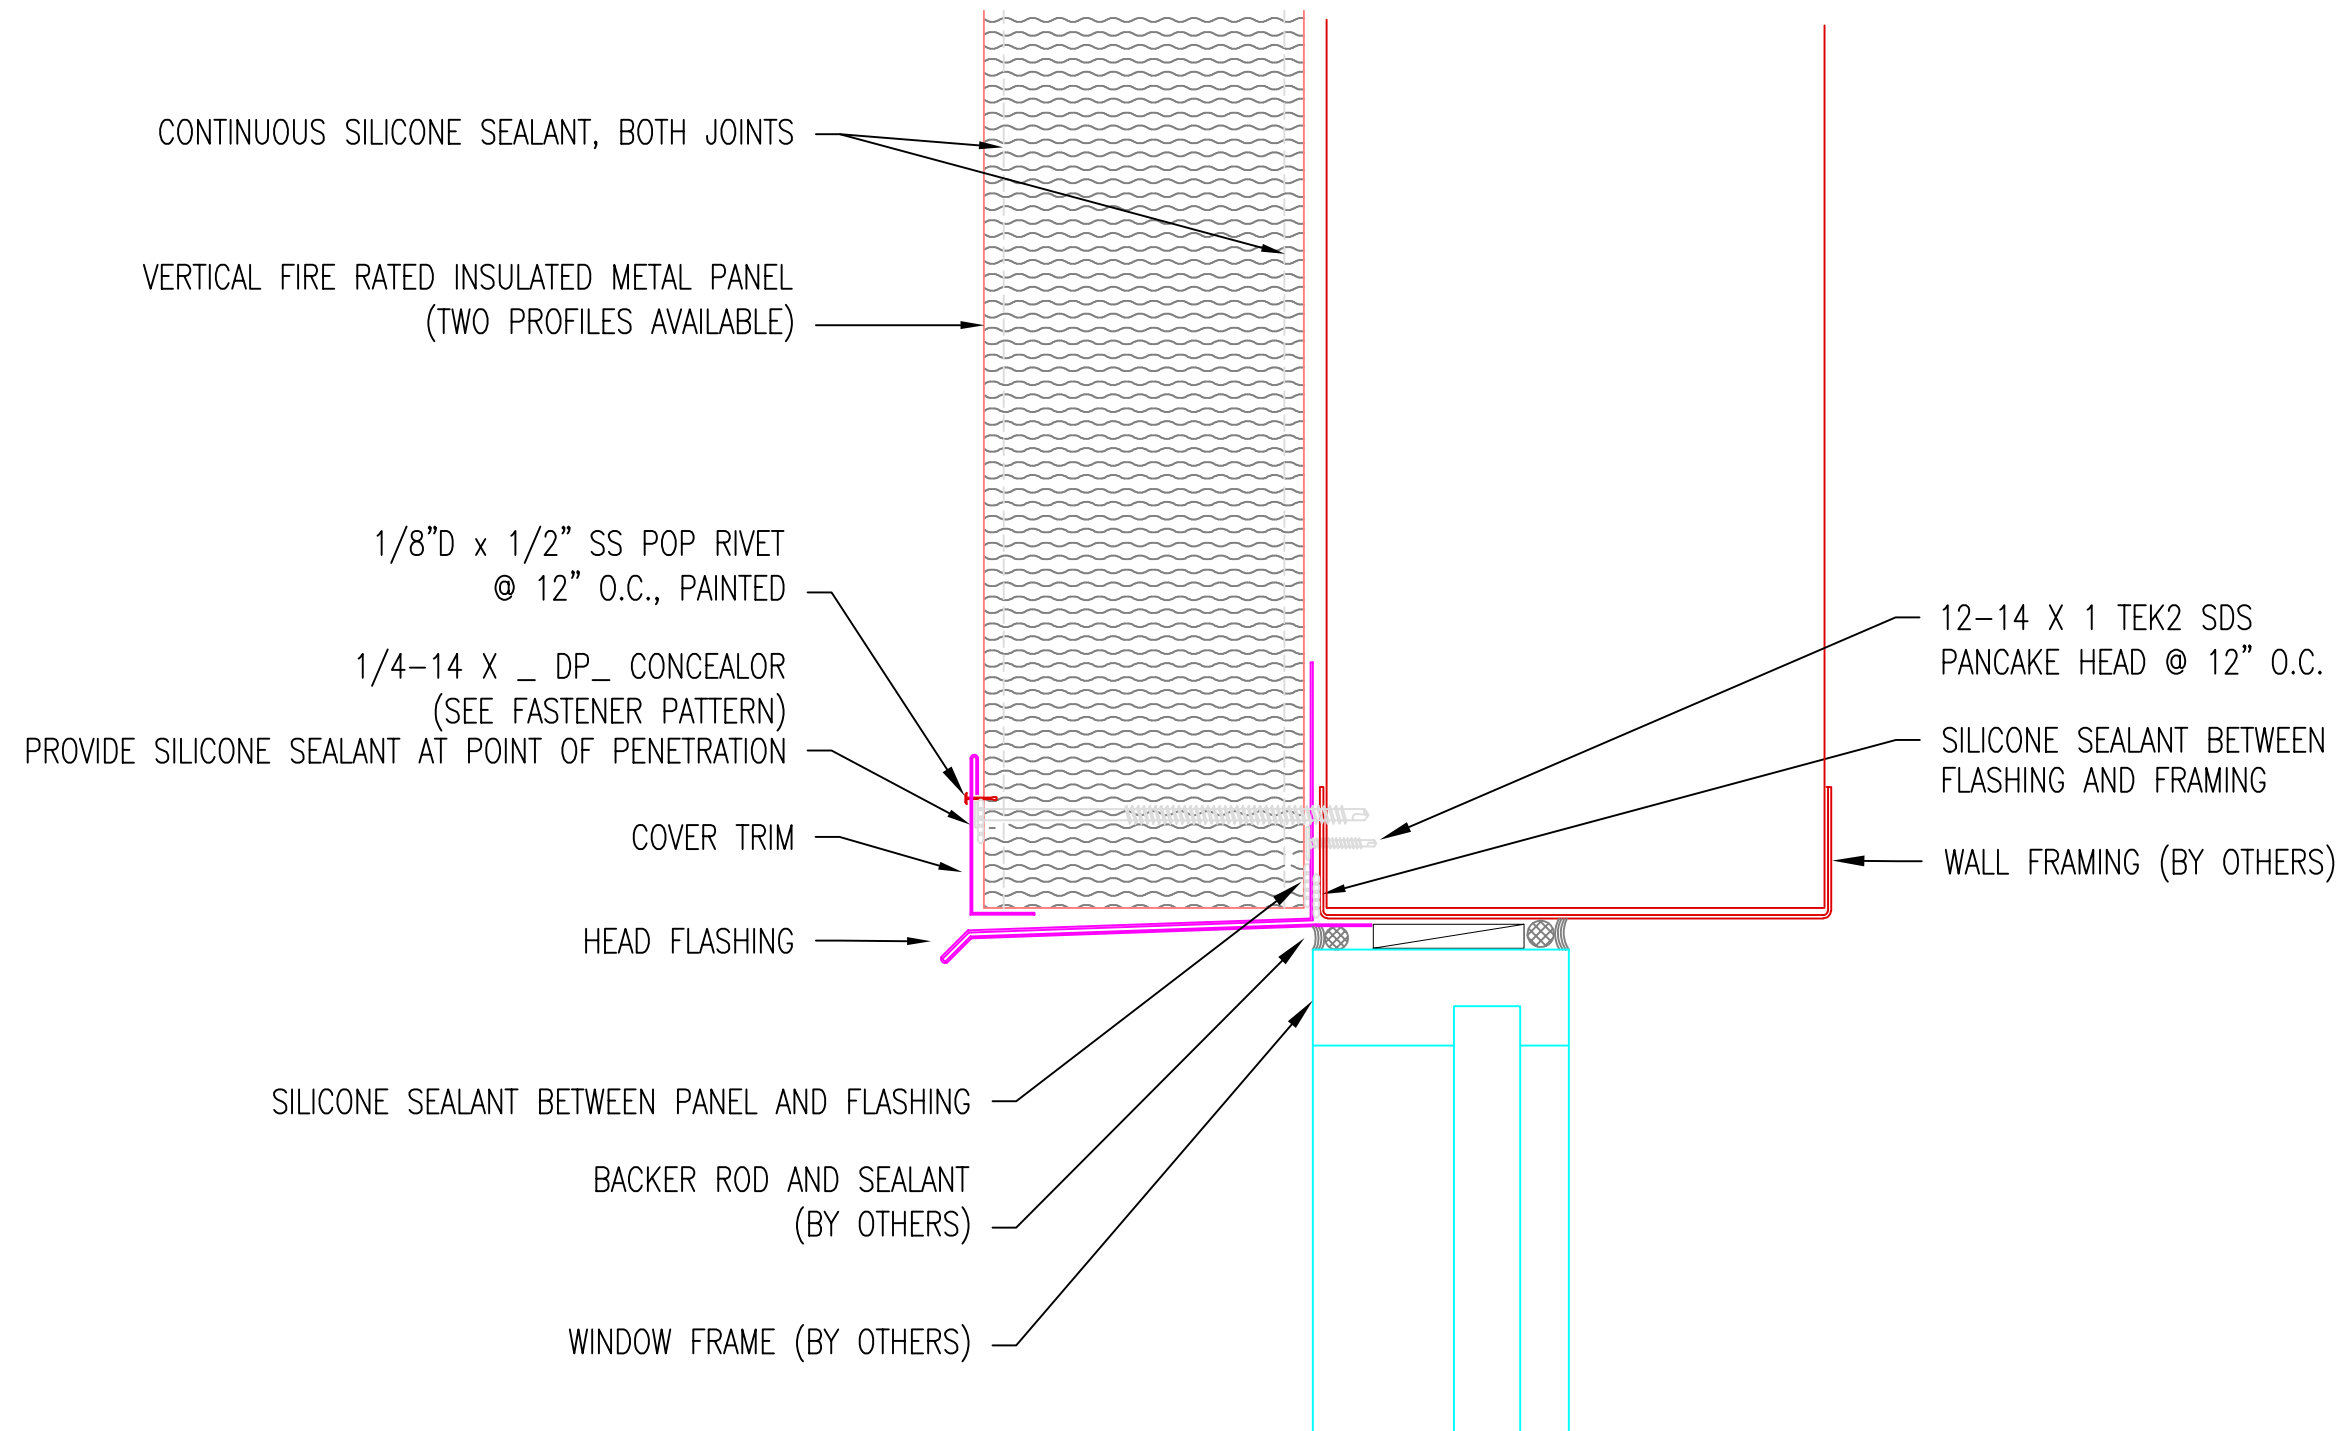 CONTINUOUS SILICONE SEALANT, BOTH JOINTS
VERTICAL FIRE RATED INSULATED METAL PANEL
(TWO PROFILES AVAILABLE)
1/8"D x 1/2" SS POP RIVET
@ 12" O.C., PAINTED
1/4-14 X _ DP_ CONCEALOR
(SEE FASTENER PATTERN)
PROVIDE SILICONE SEALANT AT POINT OF PENETRATION
COVER TRIM
HEAD FLASHING
SILICONE SEALANT BETWEEN PANEL AND FLASHING
BACKER ROD AND SEALANT
(BY OTHERS)
WINDOW FRAME (BY OTHERS)
12-14 X 1 TEK2 SDS
PANCAKE HEAD @ 12" O.C.
SILICONE SEALANT BETWEEN
FLASHING AND FRAMING
WALL FRAMING (BY OTHERS)